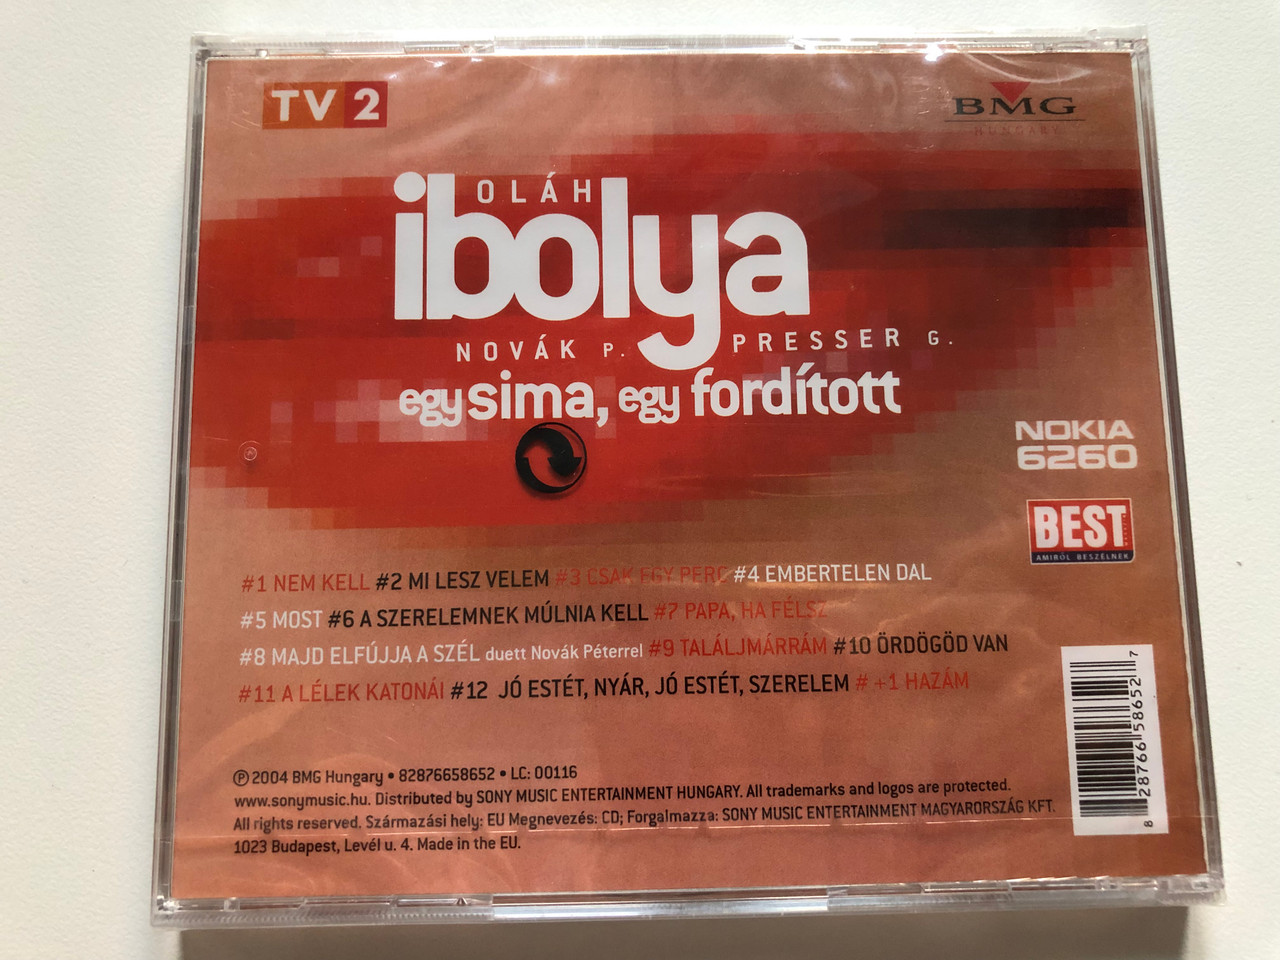 TV 2
BMG
HUNGARY
OLÁH
ibolya
NOVÁK P. PRESSER G.
egy sima, egy fordított
NOKIA
6260
BEST
AMIRŐL BESZÉLNEK
#1 NEM KELL #2 MI LESZ VELEM #3 CSAK EGY PERC #4 EMBERTELEN DAL
#5 MOST #6 A SZERELEMNEK MÚLNIA KELL #7 PAPA, HA FÉLSZ
#8 MAJD ELFÚJJA A SZÉL duett Novák Péterrel #9 TALÁLJMÁRRÁM #10 ÖRDÖGÖD VAN
#11 A LÉLEK KATONÁI #12 JÓ ESTÉT, NYÁR, JÓ ESTÉT, SZERELEM # +1 HAZÁM
8 28766 58652 7
℗ 2004 BMG Hungary • 82876658652 • LC: 00116
www.sonymusic.hu. Distributed by SONY MUSIC ENTERTAINMENT HUNGARY. All trademarks and logos are protected.
All rights reserved. Származási hely: EU Megnevezés: CD; Forgalmazza: SONY MUSIC ENTERTAINMENT MAGYARORSZÁG KFT.
1023 Budapest, Levél u. 4. Made in the EU.